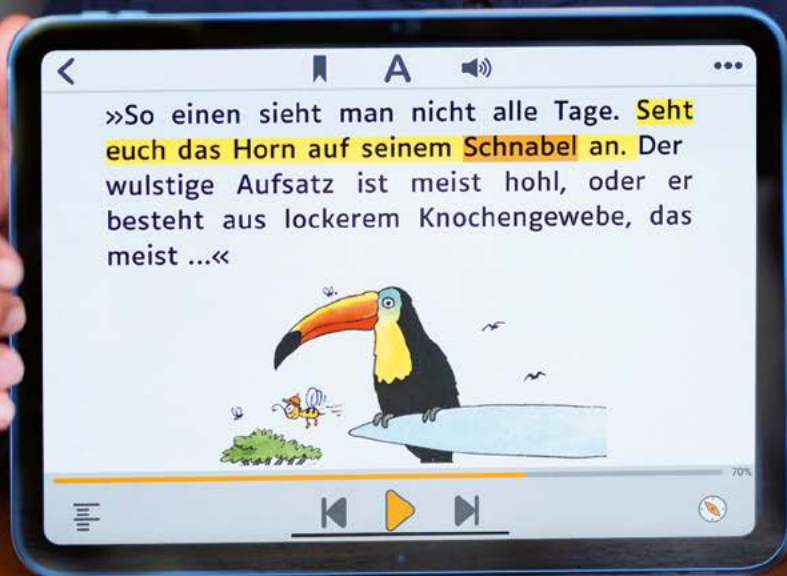 A
»So einen sieht man nicht alle Tage. Seht
euch das Horn auf seinem Schnabel an. Der
wulstige Aufsatz ist meist hohl, oder er
besteht aus lockerem Knochengewebe, das
meist ...«
70%